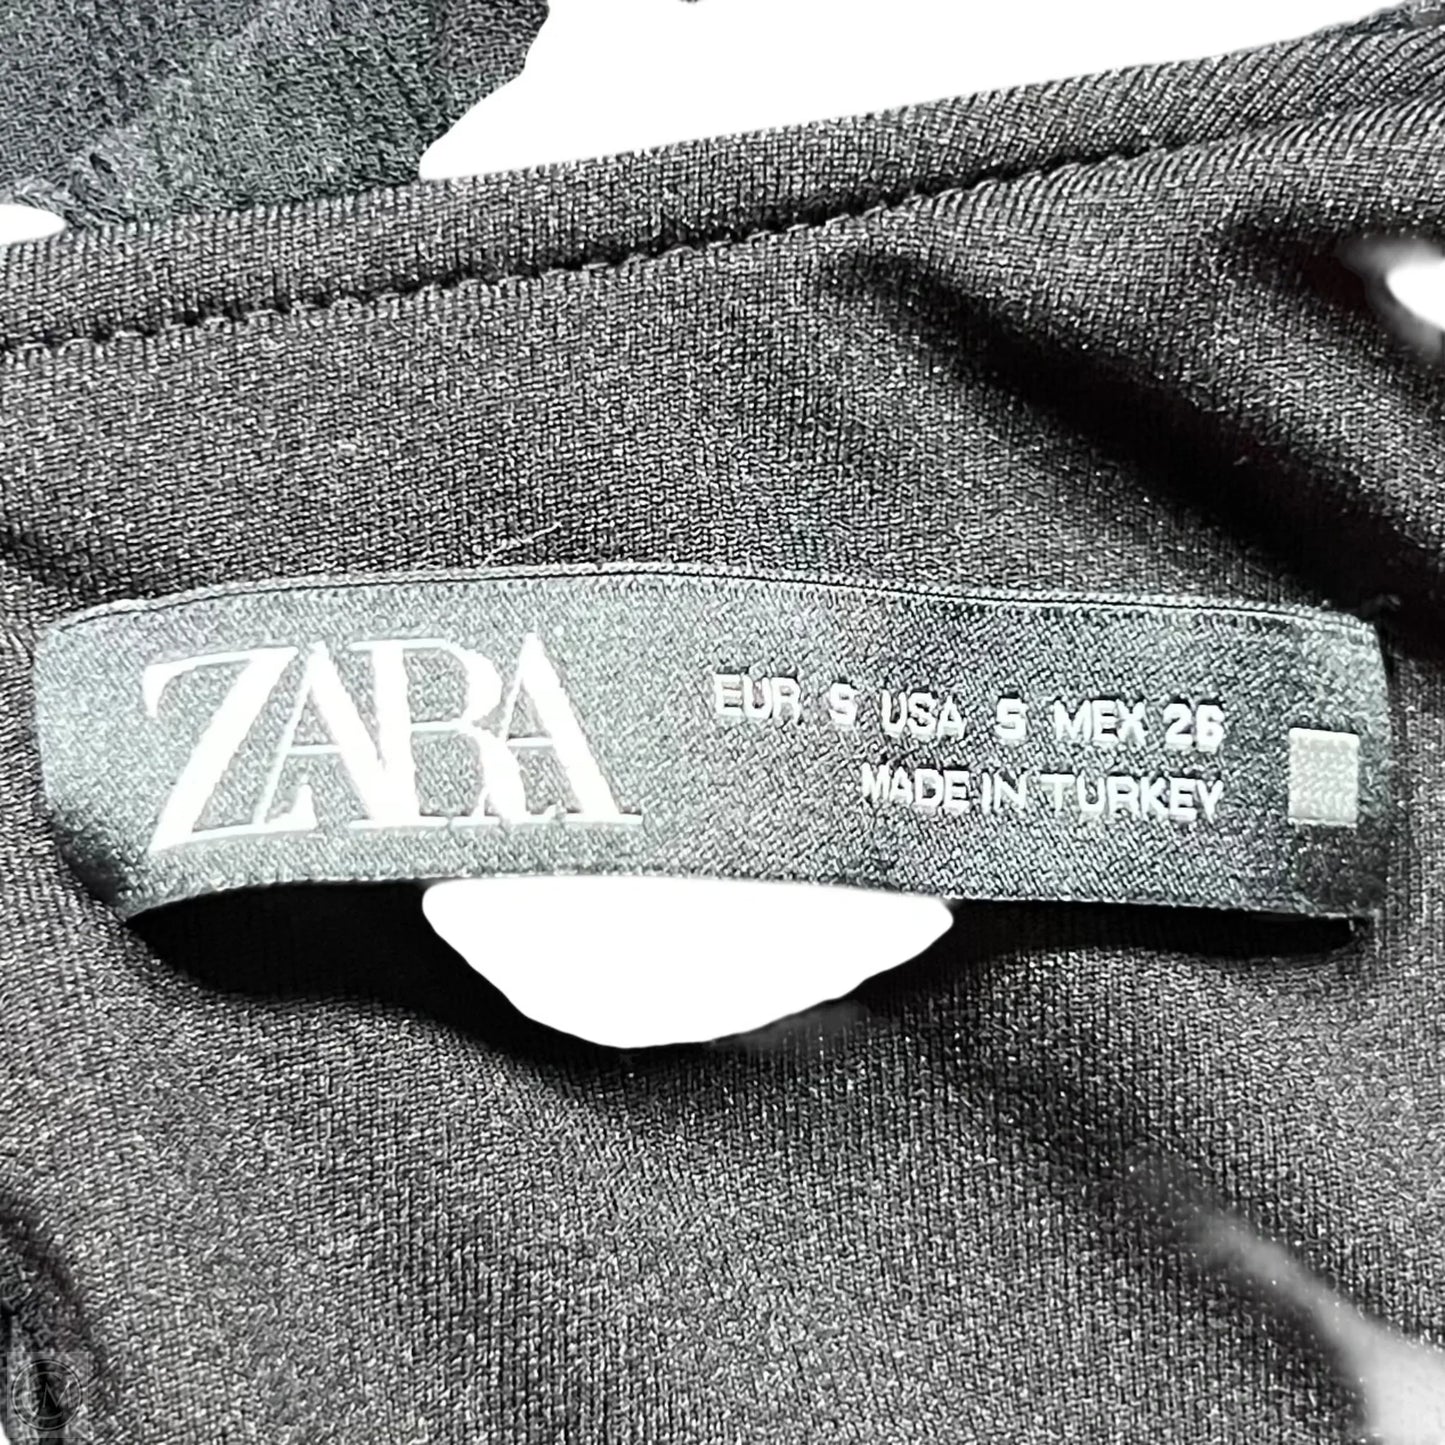 ZARA
EUR S USA S MEX 26
MADE IN TURKEY